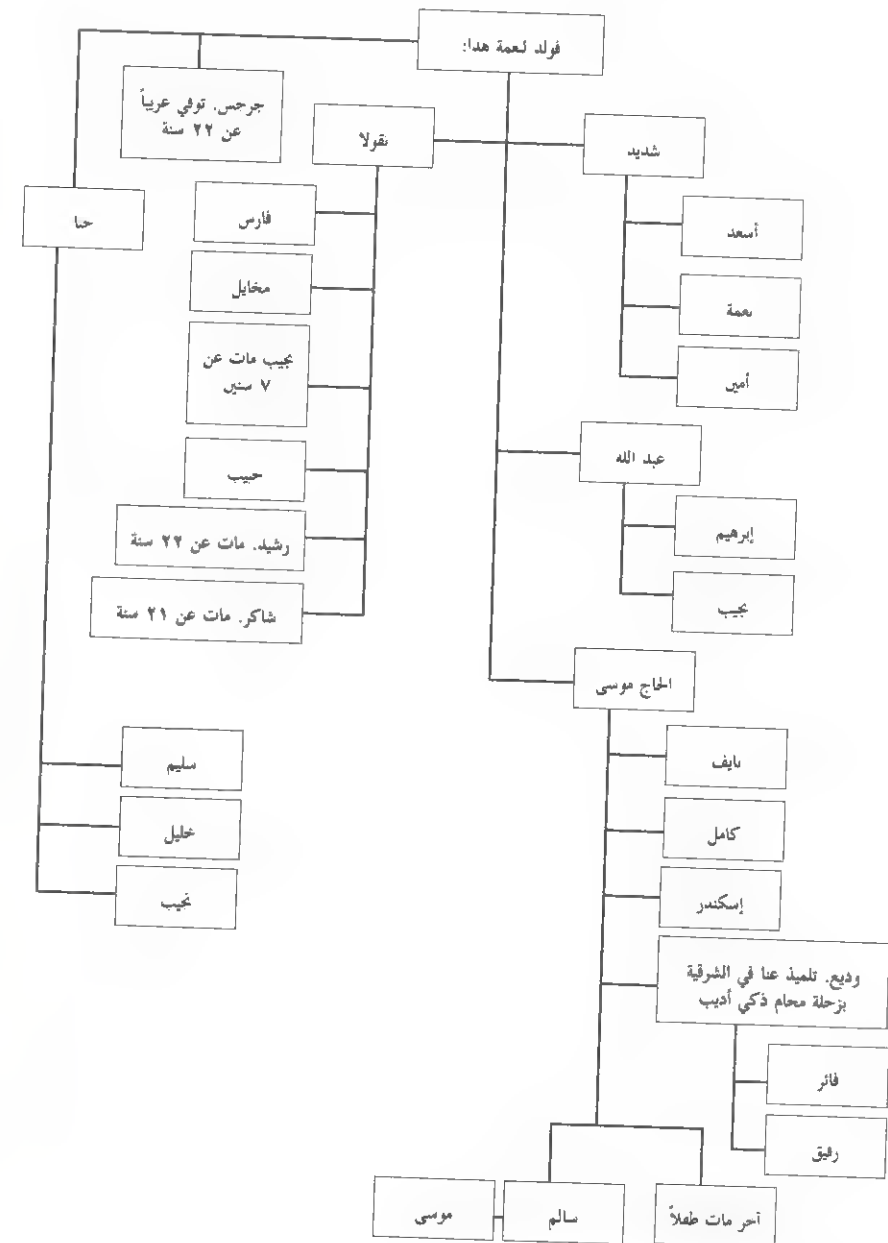 فولد نعمة هذا:
جرجس. توفي عزيباً
عن ٢٢ سنة
حنا
سليم
خليل
نجيب
شديد
أسعد
نعمة
أمين
نقولا
فارس
مخايل
نجيب مات عن
٧ سنين
حبيب
رشيد. مات عن ٢٢ سنة
شاكر. مات عن ٢١ سنة
عبد الله
إبرهيم
نجيب
الحاج موسى
نايف
كامل
إسكندر
وديع. تلميذ عنا في الشرقية
بزحلة محام ذكي أديب
فائز
رفيق
آخر مات طفلاً
سالم
موسى